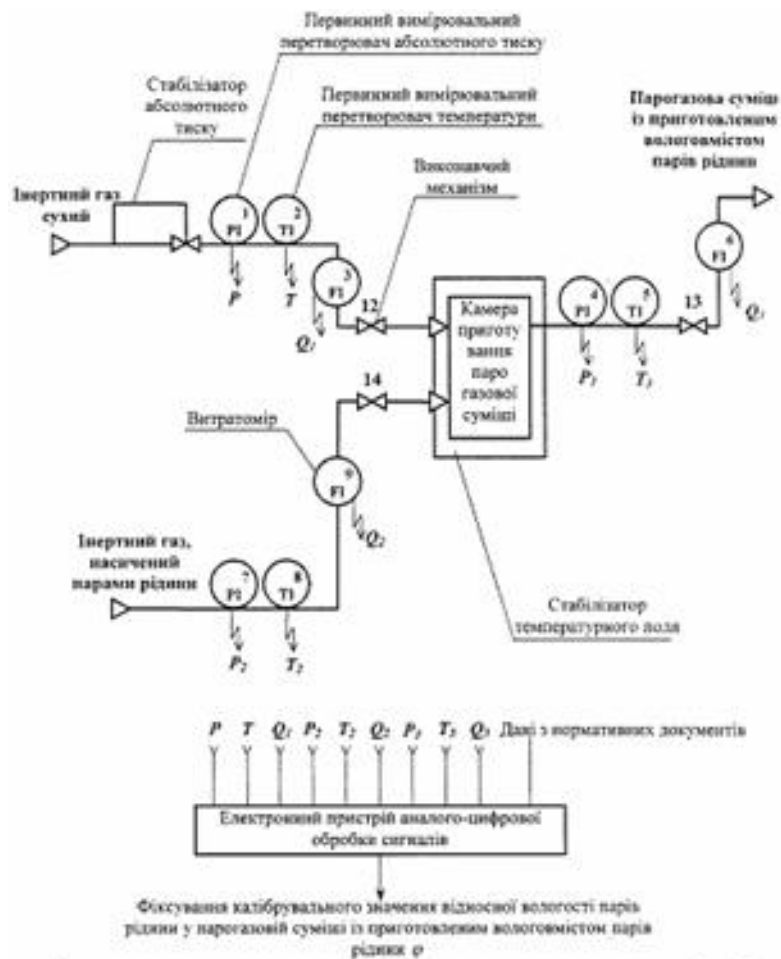 Первинний вимірювальний
перетворювач абсолютного тиску
Стабілізатор
абсолютного
тиску
Первинний вимірювальний
перетворювач температури
Парогазова суміш
із приготовленим
вологовмістом
парів рідини
Інертний газ
сухий
Виконавчий
механізм
1
PI
2
TI
3
FI
P
T
Q1
12
4
PI
5
TI
13
6
FI
Q3
P3
T3
Камера
приготу
вання
паро
газової
суміші
14
Витратомір
9
FI
Q2
Інертний газ,
насичений
парами рідини
7
PI
8
TI
P2
T2
Стабілізатор
температурного поля
P T Q1 P2 T2 Q2 P3 T3 Q3 Дані з нормативних документів
Електронний пристрій аналого-цифрової
обробки сигналів
Фіксування калібрувального значення відносної вологості парів
рідини у парогазовій суміші із приготовленим вологовмістом парів
рідини φ